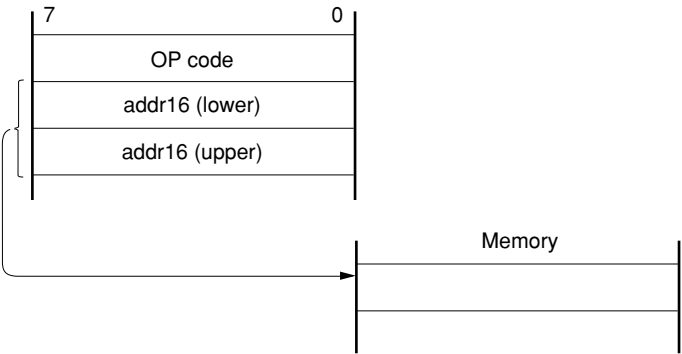 7 0
OP code
addr16 (lower)
addr16 (upper)
Memory